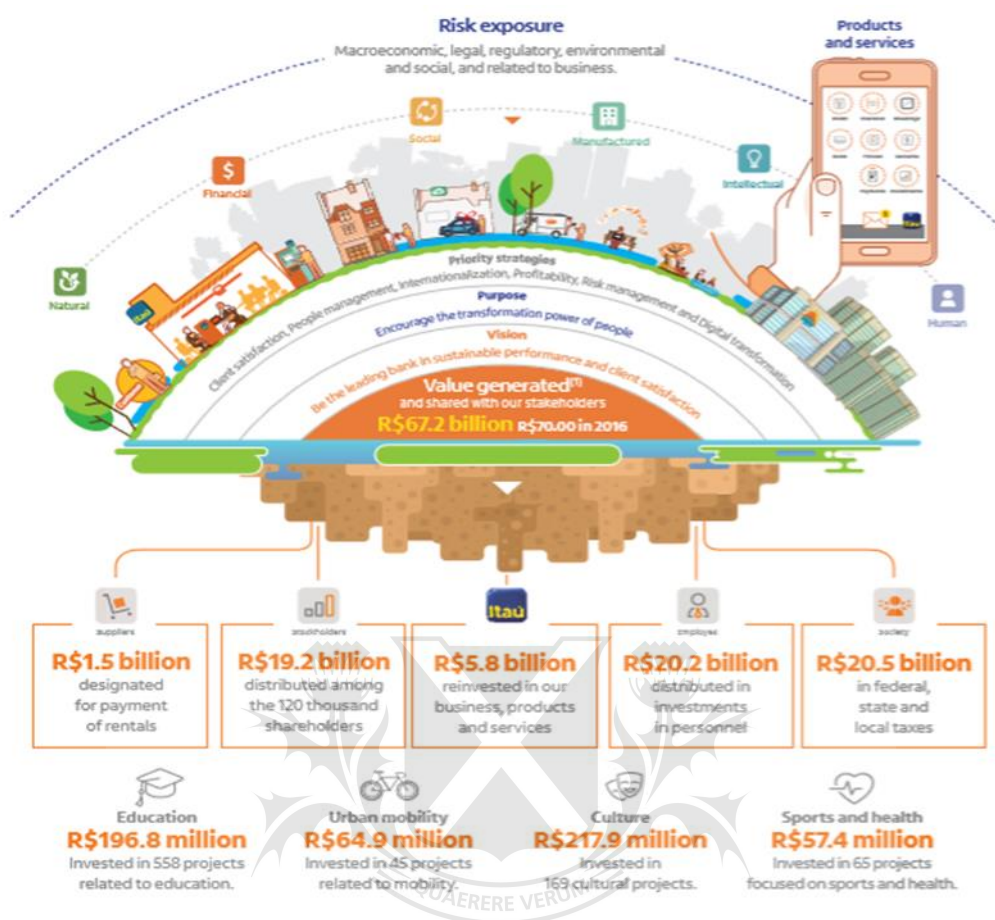 Risk exposure
Macroeconomic, legal, regulatory, environmental
and social, and related to business.
Products
and services
Social
Manufactured
Financial
Intellectual
Natural
Human
Itaú
Itaú
Priority strategies
Client satisfaction, People management, Internationalization, Profitability, Risk management and Digital transformation
Purpose
Encourage the transformation power of people
Vision
Be the leading bank in sustainable performance and client satisfaction
Value generated(1)
and shared with our stakeholders
R$67.2 billion R$70.00 in 2016
Suppliers
Stockholders
Itaú
Employees
Society
R$1.5 billion
designated
for payment
of rentals
R$19.2 billion
distributed among
the 120 thousand
shareholders
R$5.8 billion
reinvested in our
business, products
and services
R$20.2 billion
distributed in
investments
in personnel
R$20.5 billion
in federal,
state and
local taxes
Education
R$196.8 million
Invested in 558 projects
related to education.
Urban mobility
R$64.9 million
Invested in 45 projects
related to mobility.
Culture
R$217.9 million
Invested in
169 cultural projects.
Sports and health
R$57.4 million
Invested in 65 projects
focused on sports and health.
QUAERERE VERUM